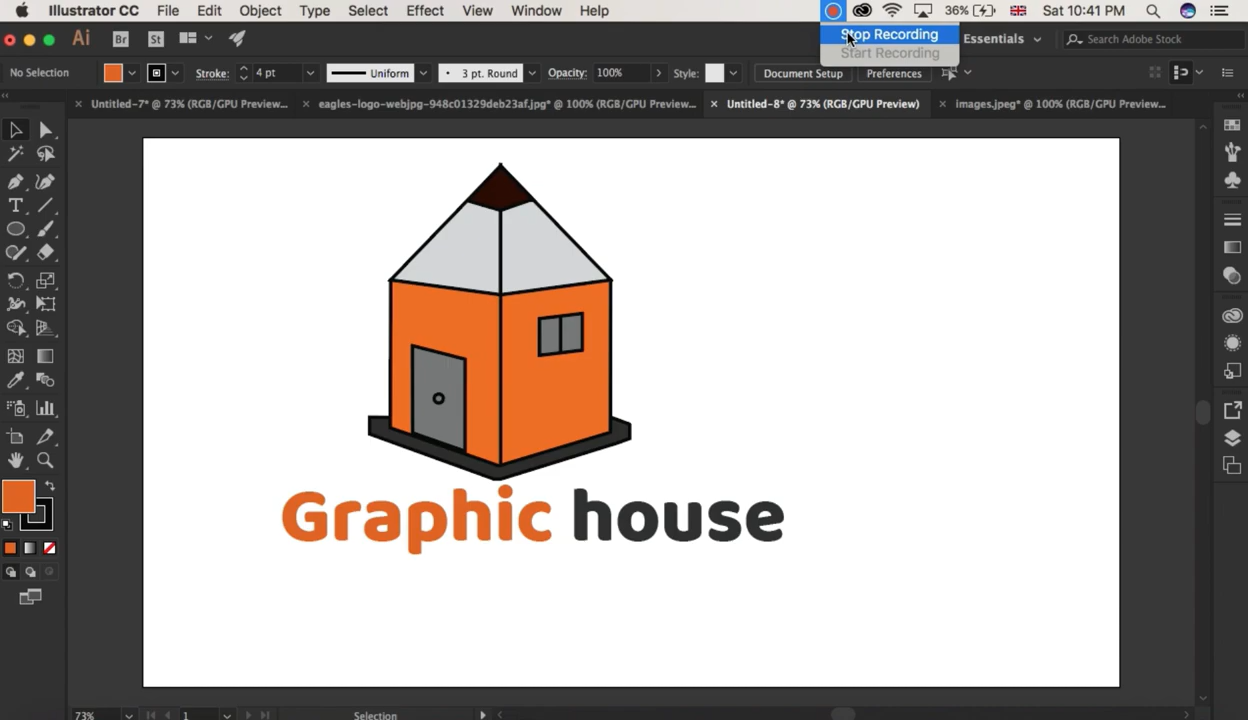 Illustrator CC File Edit Object Type Select Effect View Window Help 36% Sat 10:41 PM
Stop Recording
Start Recording
Ai Br St Essentials Search Adobe Stock
No Selection Stroke: 4 pt Uniform 3 pt. Round Opacity: 100% Style: Document Setup Preferences
Untitled-7* @ 73% (RGB/GPU Preview... eagles-logo-webjpg-948c01329deb23af.jpg* @ 100% (RGB/GPU Preview... Untitled-8* @ 73% (RGB/GPU Preview) images.jpeg* @ 100% (RGB/GPU Preview...
Graphic house
73% 1 Selection